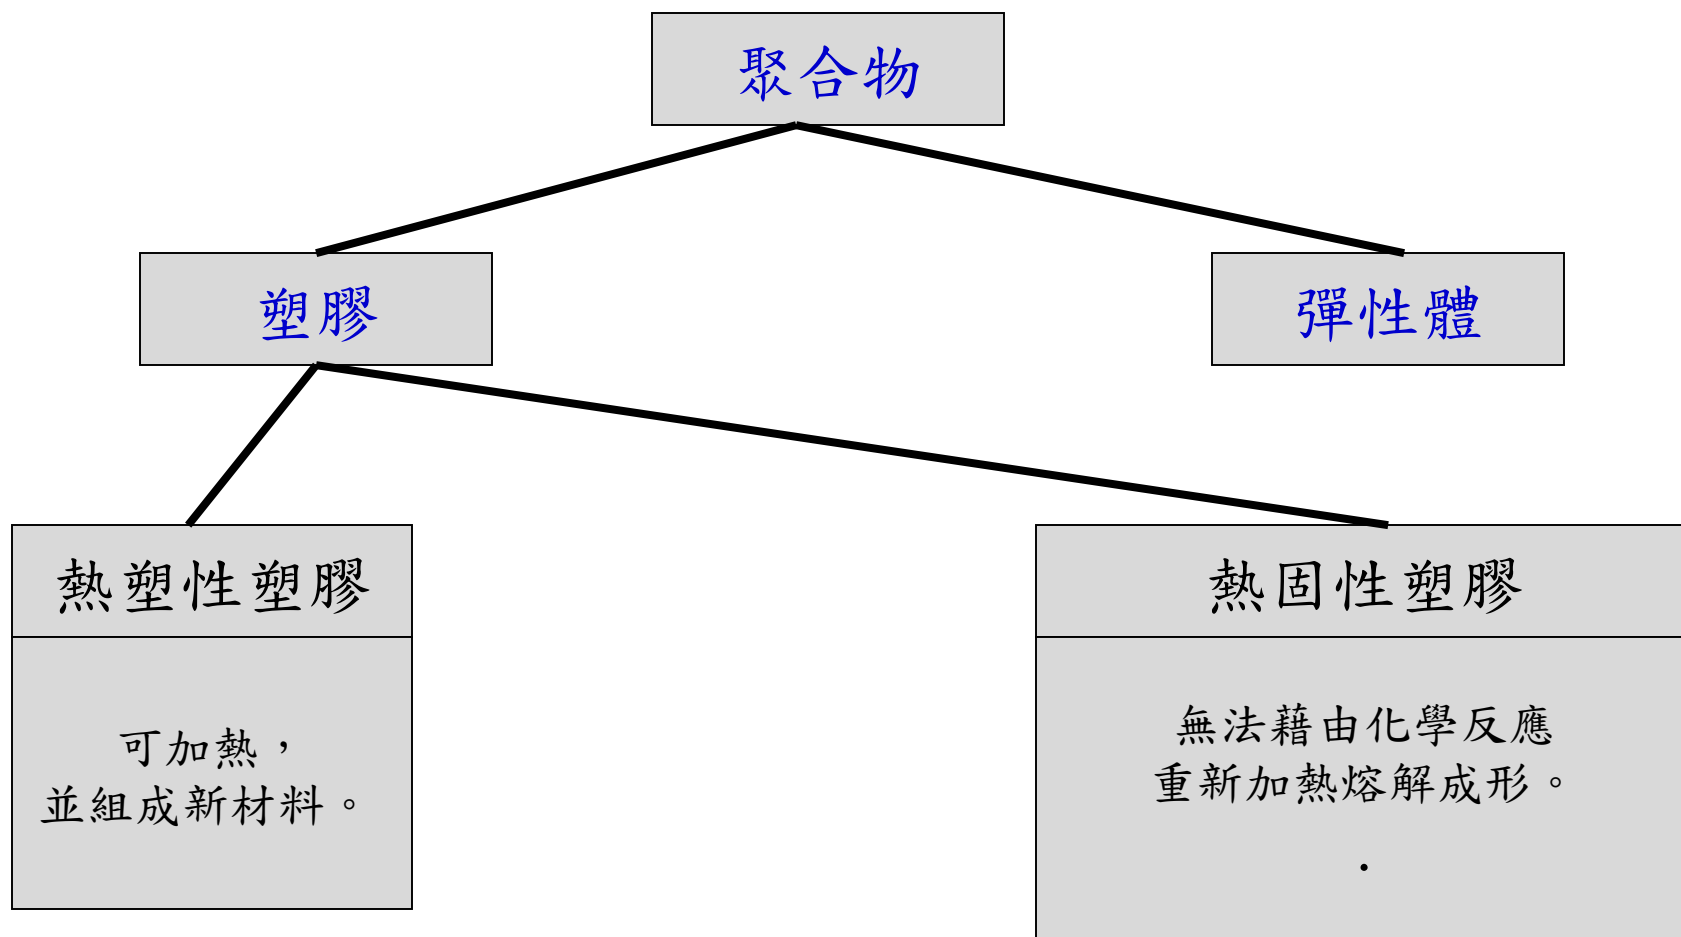 聚合物
塑膠
彈性體
熱塑性塑膠
熱固性塑膠
可加熱，
並組成新材料。
無法藉由化學反應
重新加熱熔解成形。
.